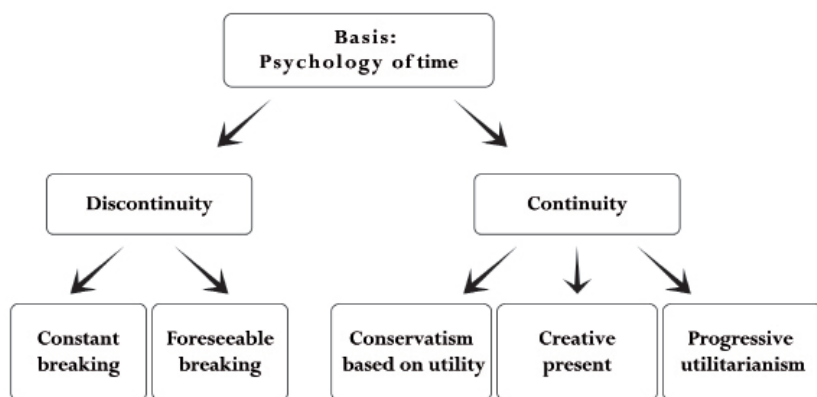 Basis:
Psychology of time
Discontinuity
Continuity
Constant
breaking
Foreseeable
breaking
Conservatism
based on utility
Creative
present
Progressive
utilitarianism